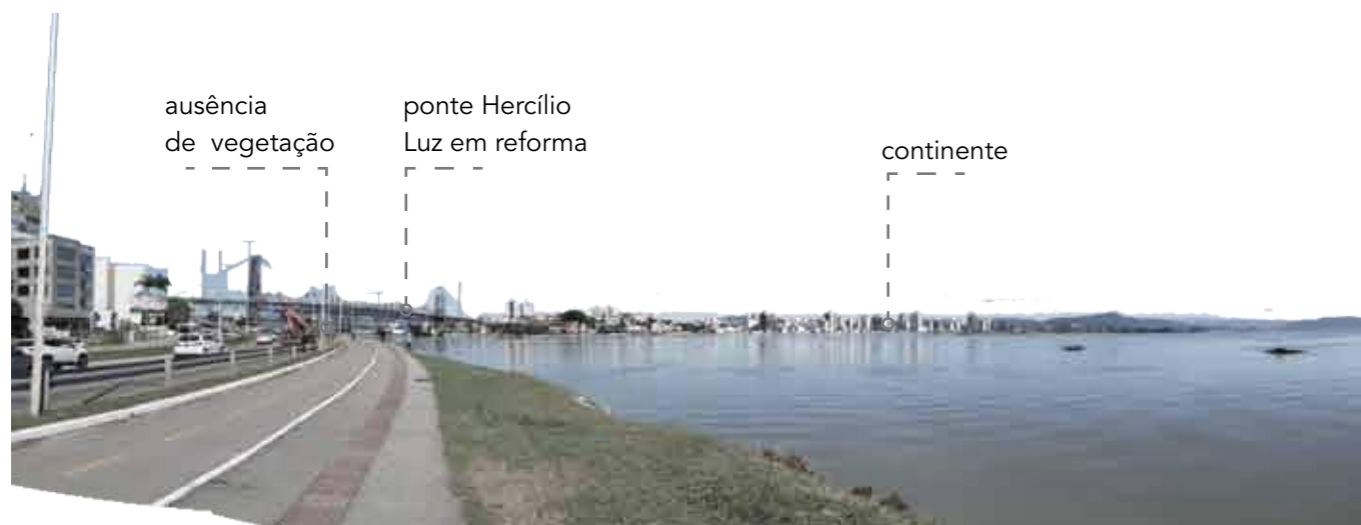 ausência
de vegetação
ponte Hercílio
Luz em reforma
continente